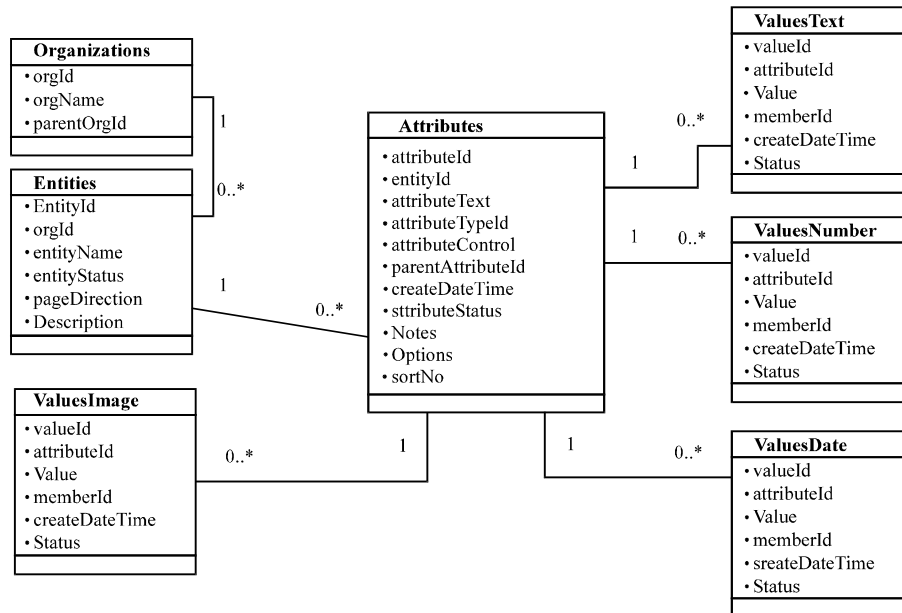 Organizations
• orgId
• orgName
• parentOrgId
1
0..*
Entities
• EntityId
• orgId
• entityName
• entityStatus
• pageDirection
• Description
1
0..*
ValuesImage
• valueId
• attributeId
• Value
• memberId
• createDateTime
• Status
0..*
1
Attributes
• attributeId
• entityId
• attributeText
• attributeTypeId
• attributeControl
• parentAttributeId
• createDateTime
• sttributeStatus
• Notes
• Options
• sortNo
1
0..*
ValuesText
• valueId
• attributeId
• Value
• memberId
• createDateTime
• Status
1
0..*
ValuesNumber
• valueId
• attributeId
• Value
• memberId
• createDateTime
• Status
1
0..*
ValuesDate
• valueId
• attributeId
• Value
• memberId
• sreateDateTime
• Status